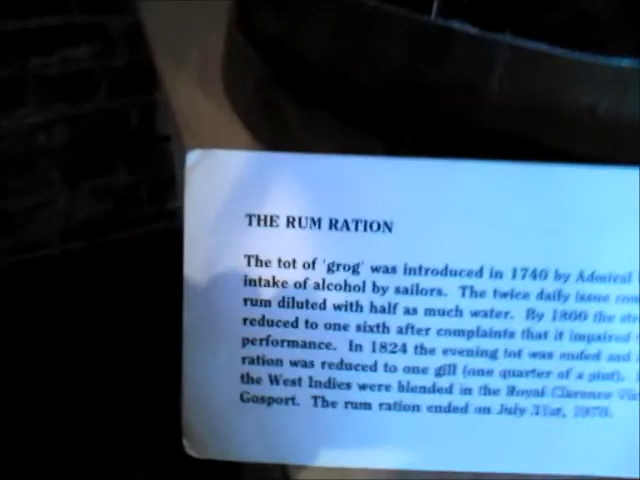 THE RUM RATION
The tot of 'grog' was introduced in 1740 by Admiral
intake of alcohol by sailors. The twice daily issue
rum diluted with half as much water. By 1860 the
reduced to one sixth after complaints that it impaired
performance. In 1824 the evening tot was ended and
ration was reduced to one gill (one quarter of a pint).
the West Indies were blended in the Royal Clarence
Gosport. The rum ration ended on July 31st,